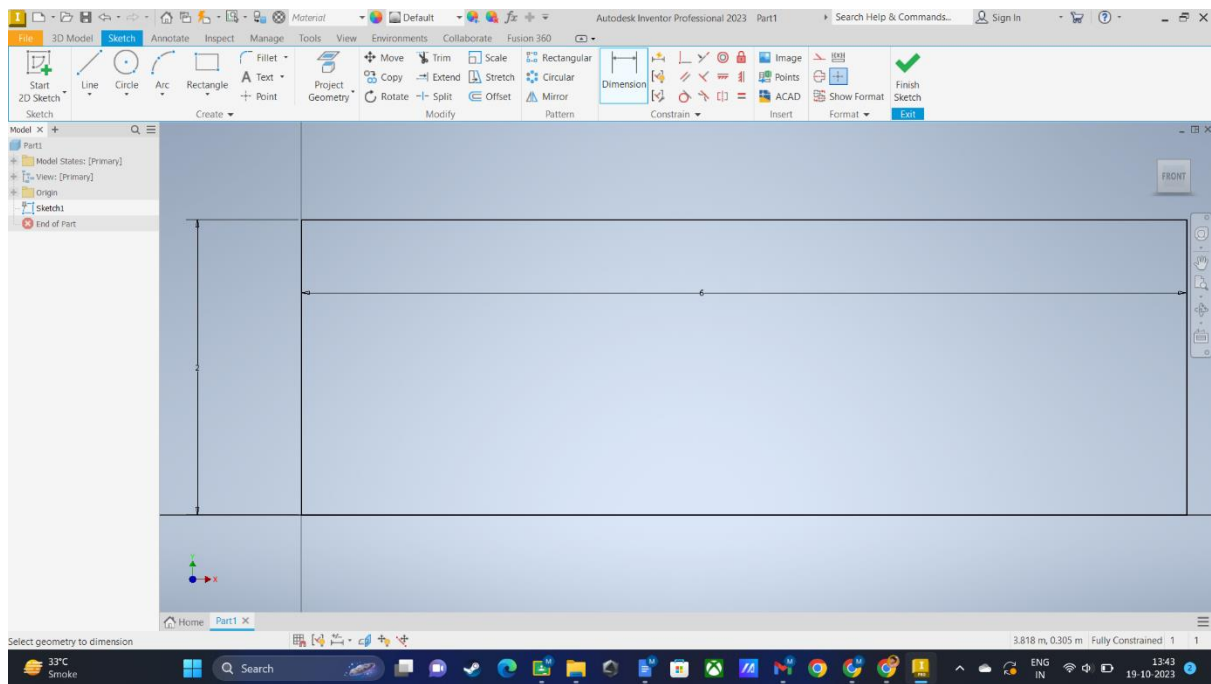 Material Default Autodesk Inventor Professional 2023 Part1 Search Help & Commands... Sign In
File 3D Model Sketch Annotate Inspect Manage Tools View Environments Collaborate Fusion 360
Start 2D Sketch
Line
Circle
Arc
Rectangle
Fillet
Text
Point
Project Geometry
Move Trim Scale
Copy Extend Stretch
Rotate Split Offset
Rectangular
Circular
Mirror
Dimension
Image
Points
ACAD
Show Format
Finish Sketch
Sketch Create Modify Pattern Constrain Insert Format Exit
Model
Part1
Model States: [Primary]
View: [Primary]
Origin
Sketch1
End of Part
FRONT
6
2
Y
X
Home Part1
Select geometry to dimension
3.818 m, 0.305 m Fully Constrained 1 1
33°C
Smoke
Search
ENG
IN
13:43
19-10-2023
2